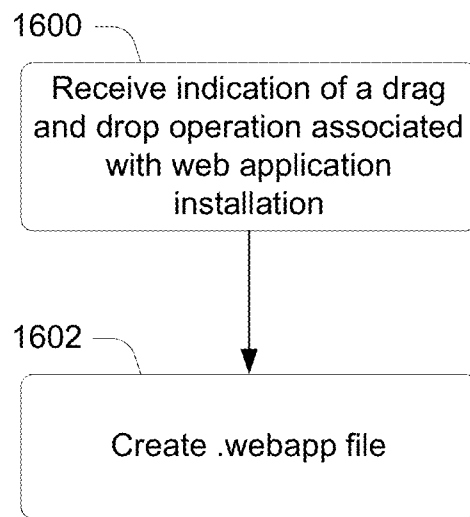 1600
Receive indication of a drag
and drop operation associated
with web application
installation
1602
Create .webapp file